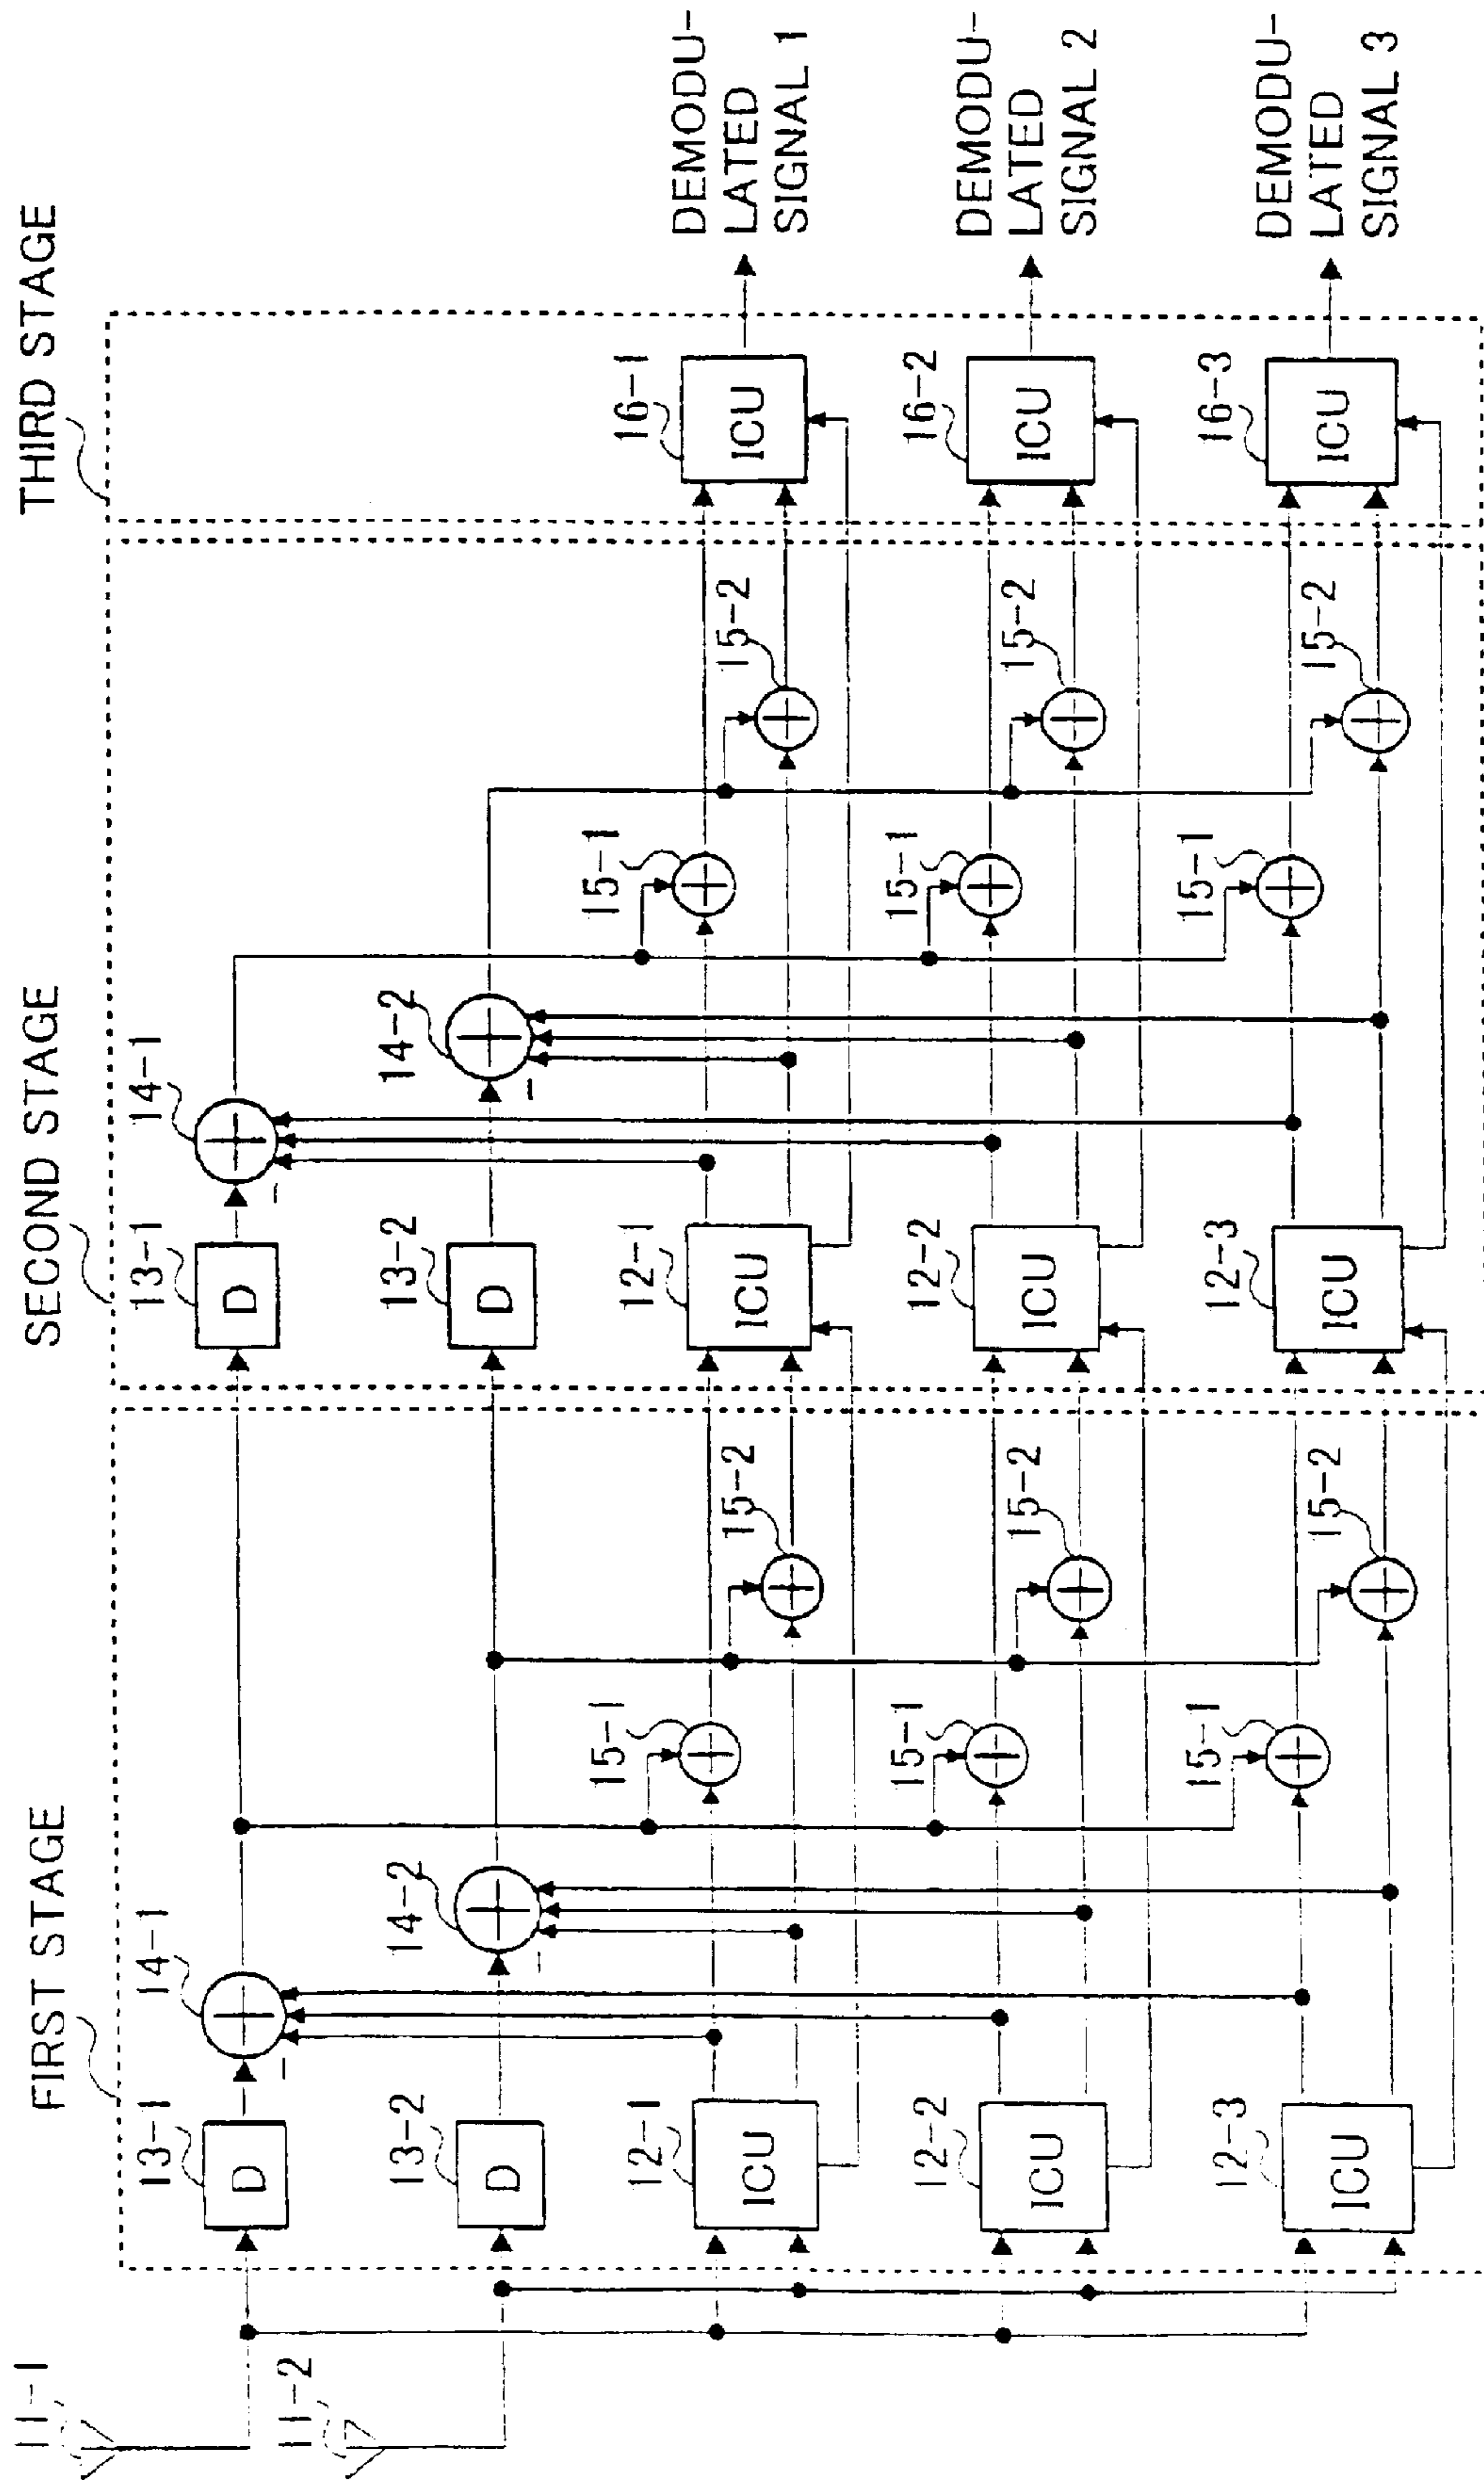 FIRST STAGE
SECOND STAGE
THIRD STAGE
11-1
11-2
13-1
D
14-1
13-2
D
14-2
12-1
ICU
15-1
15-2
12-2
ICU
15-1
15-2
12-3
ICU
15-1
15-2
13-1
D
14-1
13-2
D
14-2
12-1
ICU
15-1
15-2
12-2
ICU
15-1
15-2
12-3
ICU
15-1
15-2
16-1
ICU
16-2
ICU
16-3
ICU
DEMODU-
LATED
SIGNAL 1
DEMODU-
LATED
SIGNAL 2
DEMODU-
LATED
SIGNAL 3